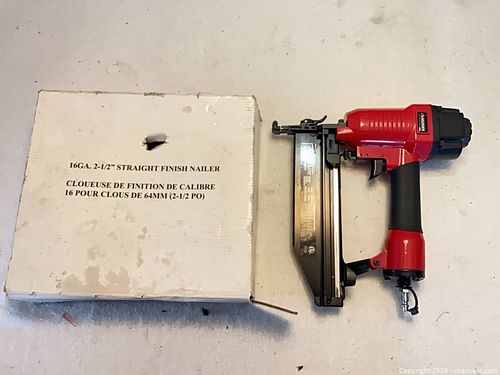 16GA. 2-1/2" STRAIGHT FINISH NAILER
CLOUEUSE DE FINITION DE CALIBRE
16 POUR CLOUS DE 64MM (2-1/2 PO)